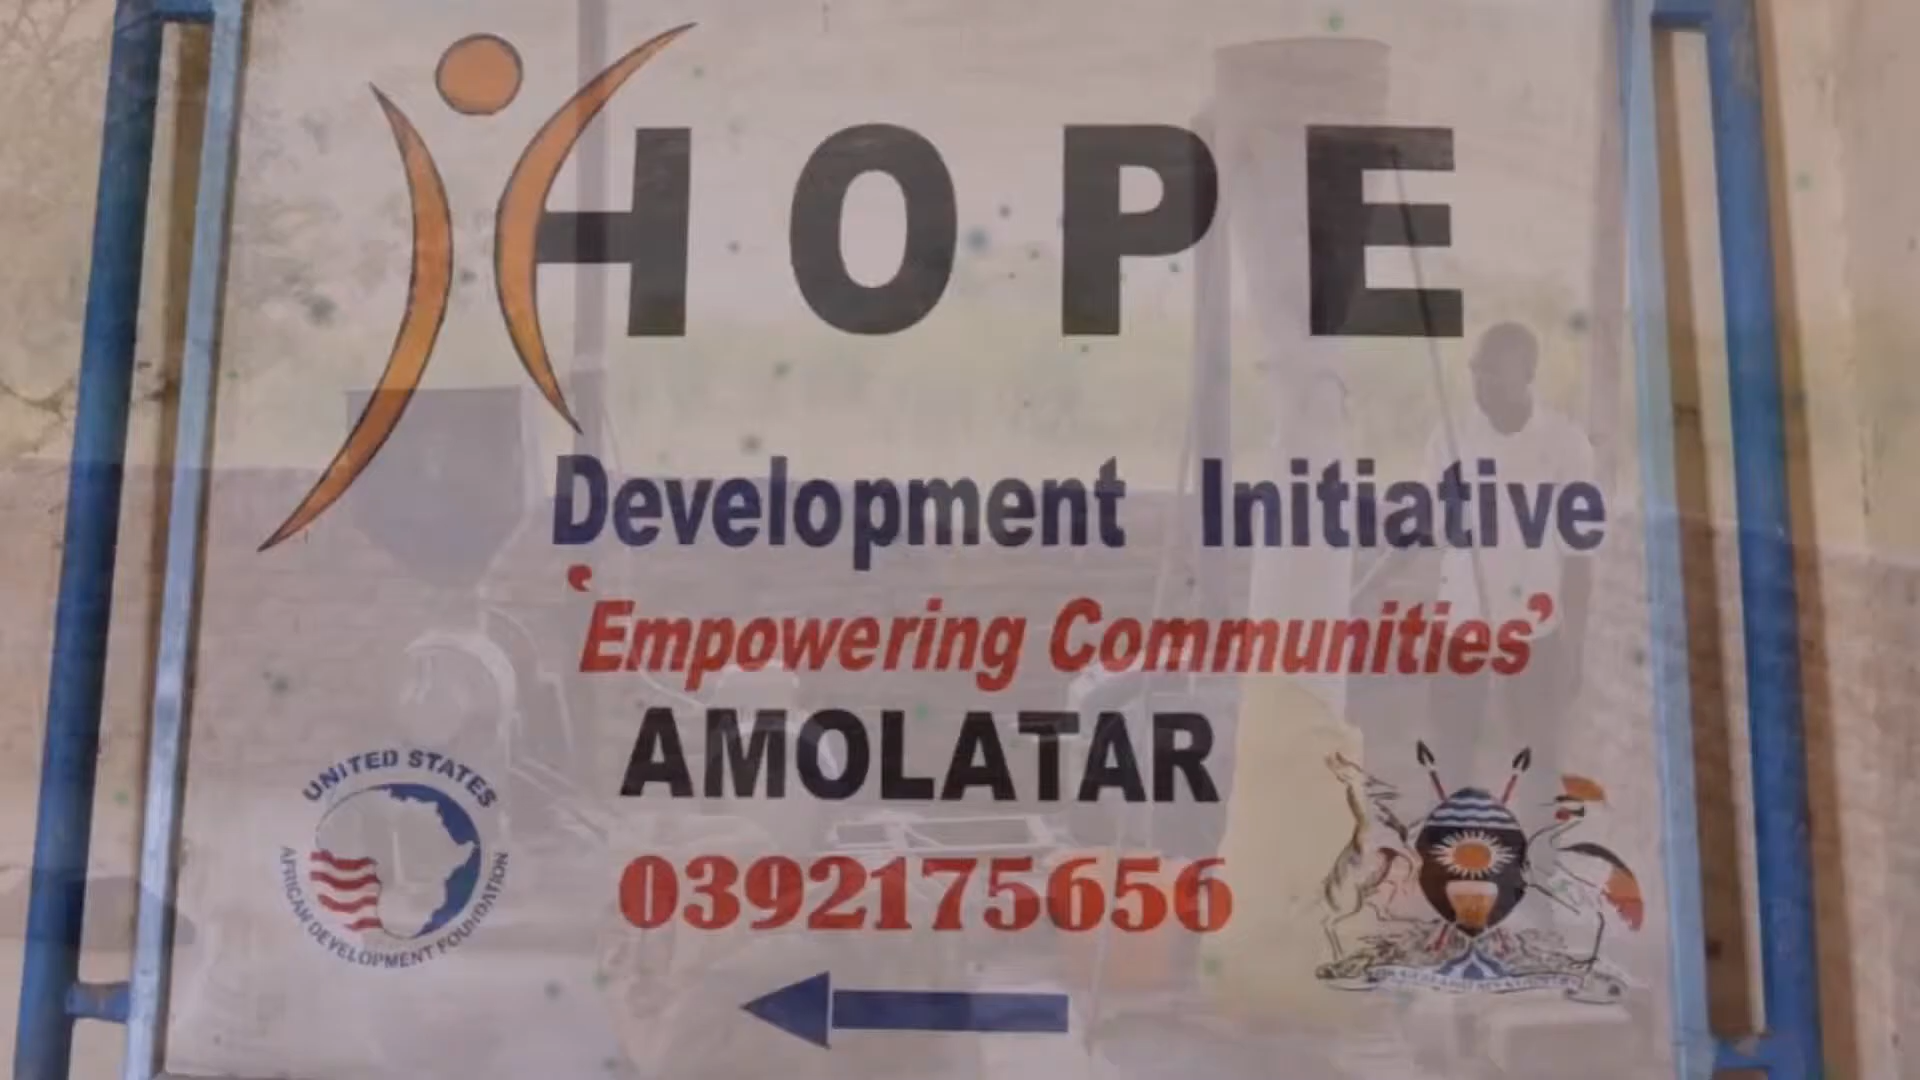 HOPE
Development Initiative
‘Empowering Communities’
AMOLATAR
0392175656
UNITED STATES
AFRICAN DEVELOPMENT FOUNDATION